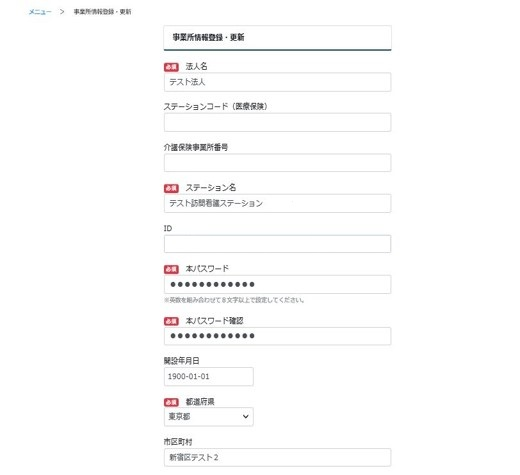 メニュー > 事業所情報登録・更新
事業所情報登録・更新
必須 法人名
テスト法人
ステーションコード（医療保険）
介護保険事業所番号
必須 ステーション名
テスト訪問看護ステーション
ID
必須 本パスワード
●●●●●●●●●●●●
※英数を組み合わせて８文字以上で設定してください。
必須 本パスワード確認
●●●●●●●●●●●●
開設年月日
1900-01-01
必須 都道府県
東京都
市区町村
新宿区テスト２